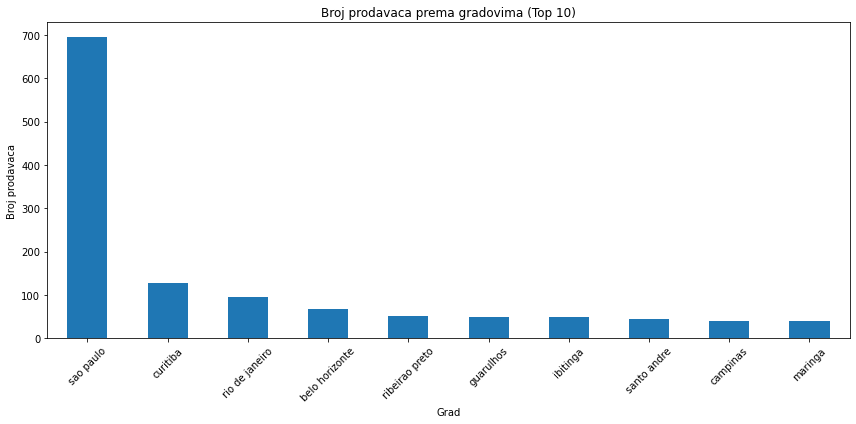 Broj prodavaca prema gradovima (Top 10)
Broj prodavaca
700
600
500
400
300
200
100
0
sao paulo
curitiba
rio de janeiro
belo horizonte
ribeirao preto
guarulhos
ibitinga
santo andre
campinas
maringa
Grad